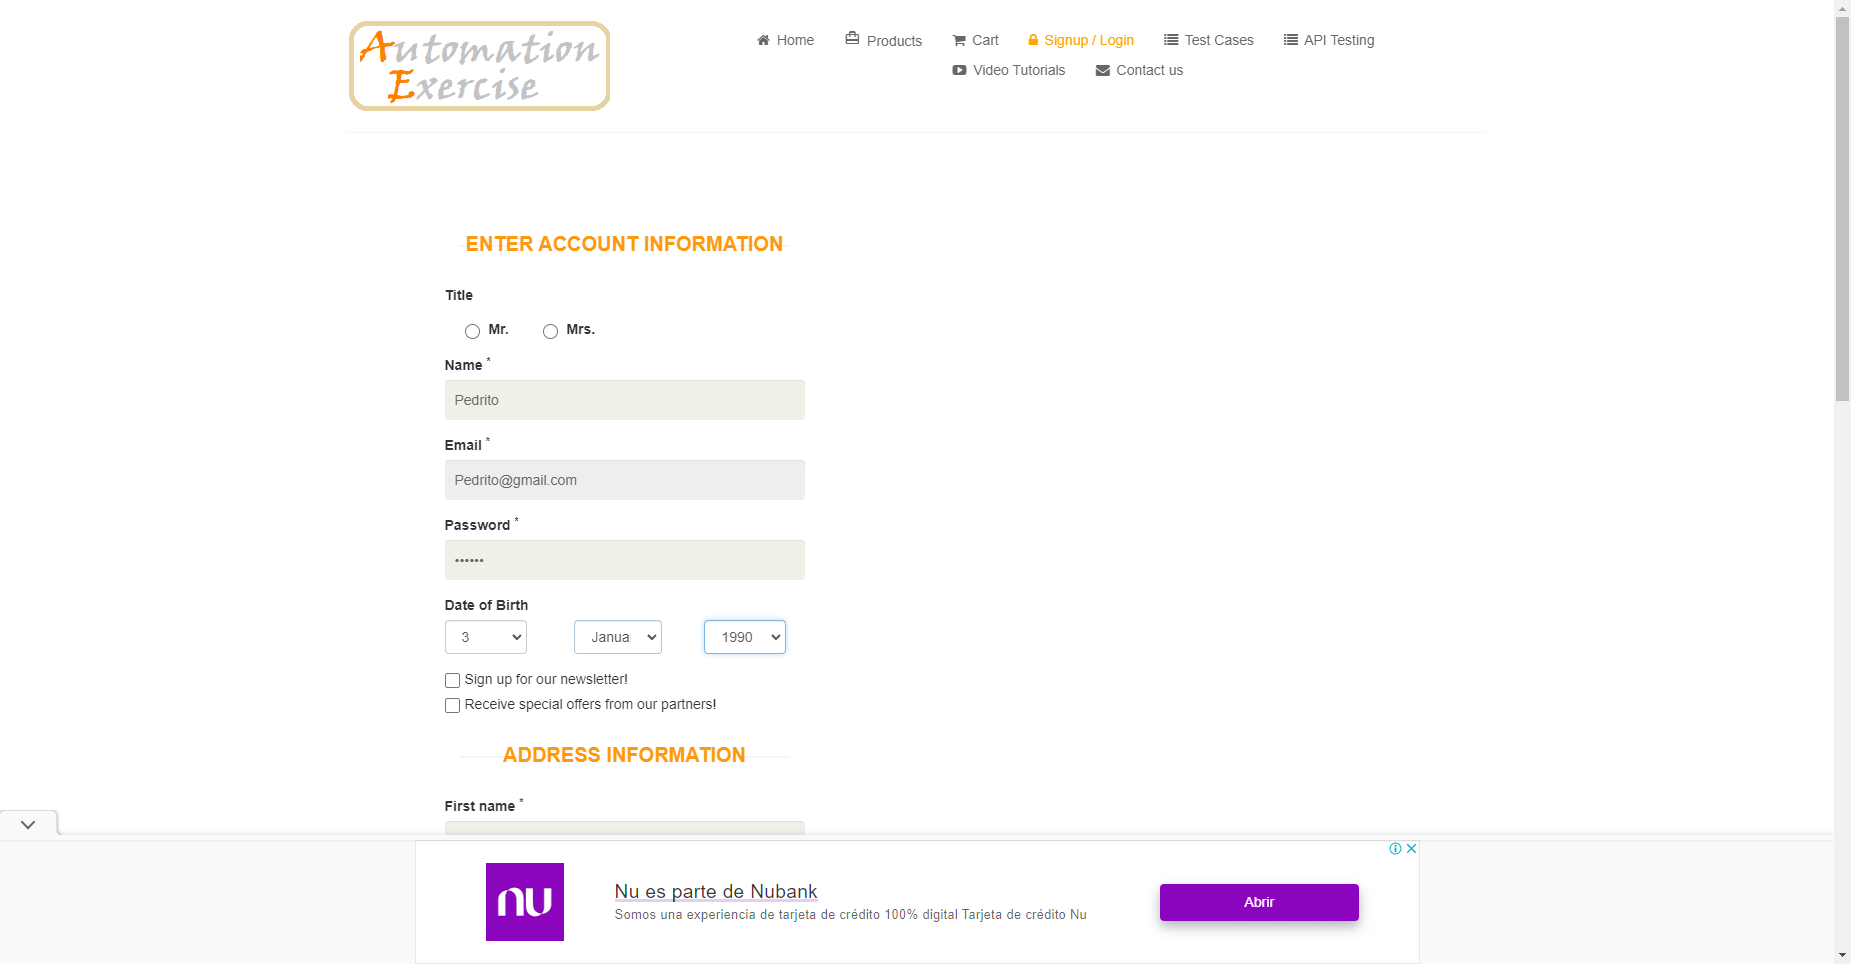 Automation
Exercise
Home
Products
Cart
Signup / Login
Test Cases
API Testing
Video Tutorials
Contact us
ENTER ACCOUNT INFORMATION
Title
Mr.
Mrs.
Name *
Pedrito
Email *
Pedrito@gmail.com
Password *
••••••
Date of Birth
3
Janua
1990
Sign up for our newsletter!
Receive special offers from our partners!
ADDRESS INFORMATION
First name *
nu
Nu es parte de Nubank
Somos una experiencia de tarjeta de crédito 100% digital Tarjeta de crédito Nu
Abrir